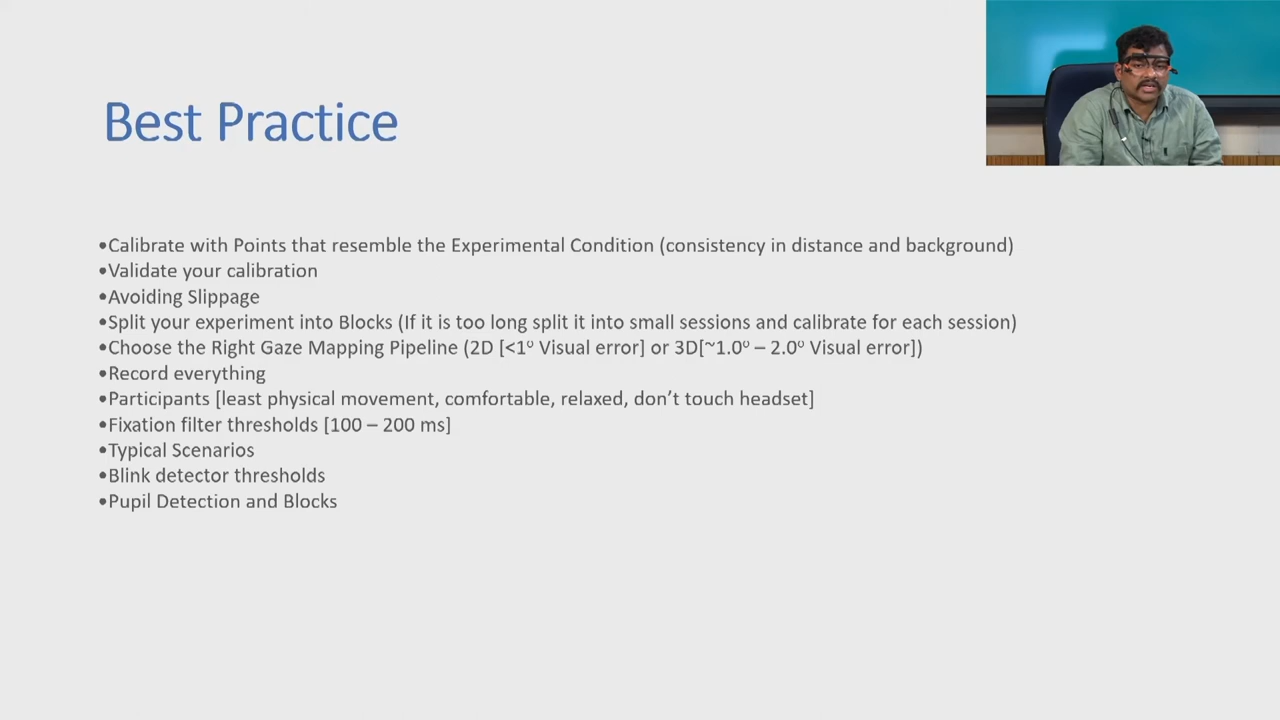 Best Practice
•Calibrate with Points that resemble the Experimental Condition (consistency in distance and background)
•Validate your calibration
•Avoiding Slippage
•Split your experiment into Blocks (If it is too long split it into small sessions and calibrate for each session)
•Choose the Right Gaze Mapping Pipeline (2D [<1º Visual error] or 3D[~1.0º – 2.0º Visual error])
•Record everything
•Participants [least physical movement, comfortable, relaxed, don’t touch headset]
•Fixation filter thresholds [100 – 200 ms]
•Typical Scenarios
•Blink detector thresholds
•Pupil Detection and Blocks